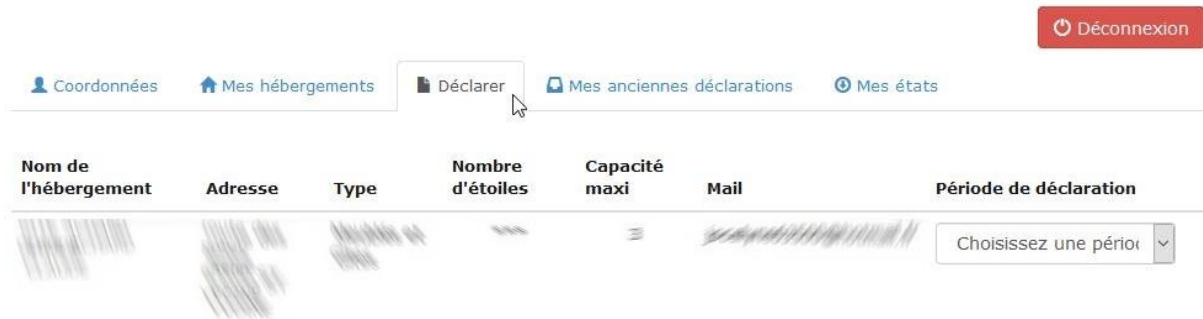 Déconnexion
Coordonnées Mes hébergements Déclarer Mes anciennes déclarations Mes états
Nom de l'hébergement Adresse Type Nombre d'étoiles Capacité maxi Mail Période de déclaration
Choisissez une